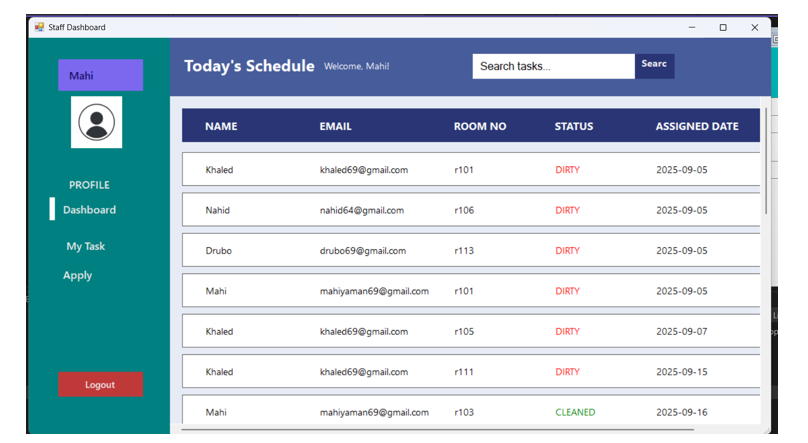 Staff Dashboard
Mahi
PROFILE
Dashboard
My Task
Apply
Logout
Today's Schedule Welcome, Mahi!
Search tasks... Searc
NAME EMAIL ROOM NO STATUS ASSIGNED DATE
Khaled khaled69@gmail.com r101 DIRTY 2025-09-05
Nahid nahid64@gmail.com r106 DIRTY 2025-09-05
Drubo drubo69@gmail.com r113 DIRTY 2025-09-05
Mahi mahiyaman69@gmail.com r101 DIRTY 2025-09-05
Khaled khaled69@gmail.com r105 DIRTY 2025-09-07
Khaled khaled69@gmail.com r111 DIRTY 2025-09-15
Mahi mahiyaman69@gmail.com r103 CLEANED 2025-09-16